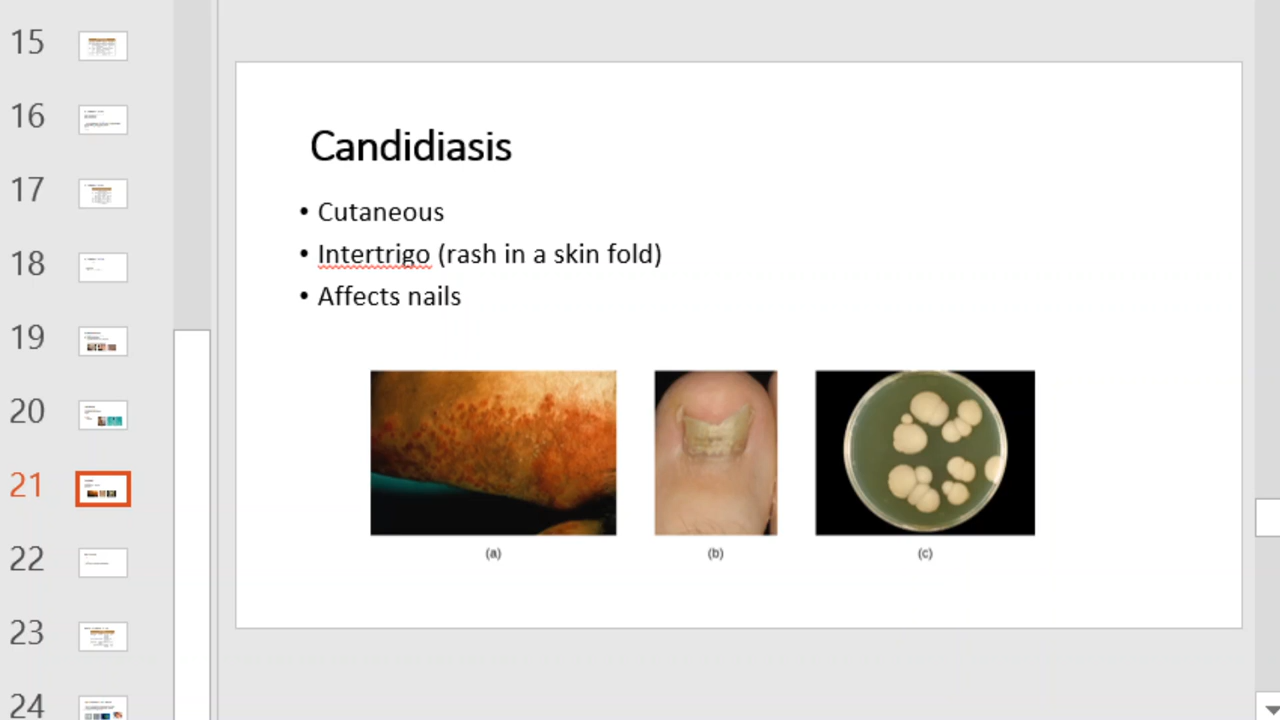 15
16
17
18
19
20
21
22
23
24
Candidiasis
• Cutaneous
• Intertrigo (rash in a skin fold)
• Affects nails
(a)
(b)
(c)